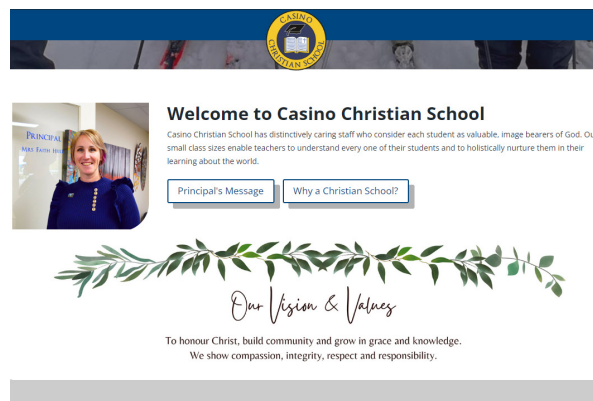 CASINO
CHRISTIAN SCHOOL
PRINCIPAL
MRS FAITH
Welcome to Casino Christian School
Casino Christian School has distinctively caring staff who consider each student as valuable, image bearers of God. Ou
small class sizes enable teachers to understand every one of their students and to holistically nurture them in their
learning about the world.
Principal's Message
Why a Christian School?
Our Vision & Values
To honour Christ, build community and grow in grace and knowledge.
We show compassion, integrity, respect and responsibility.